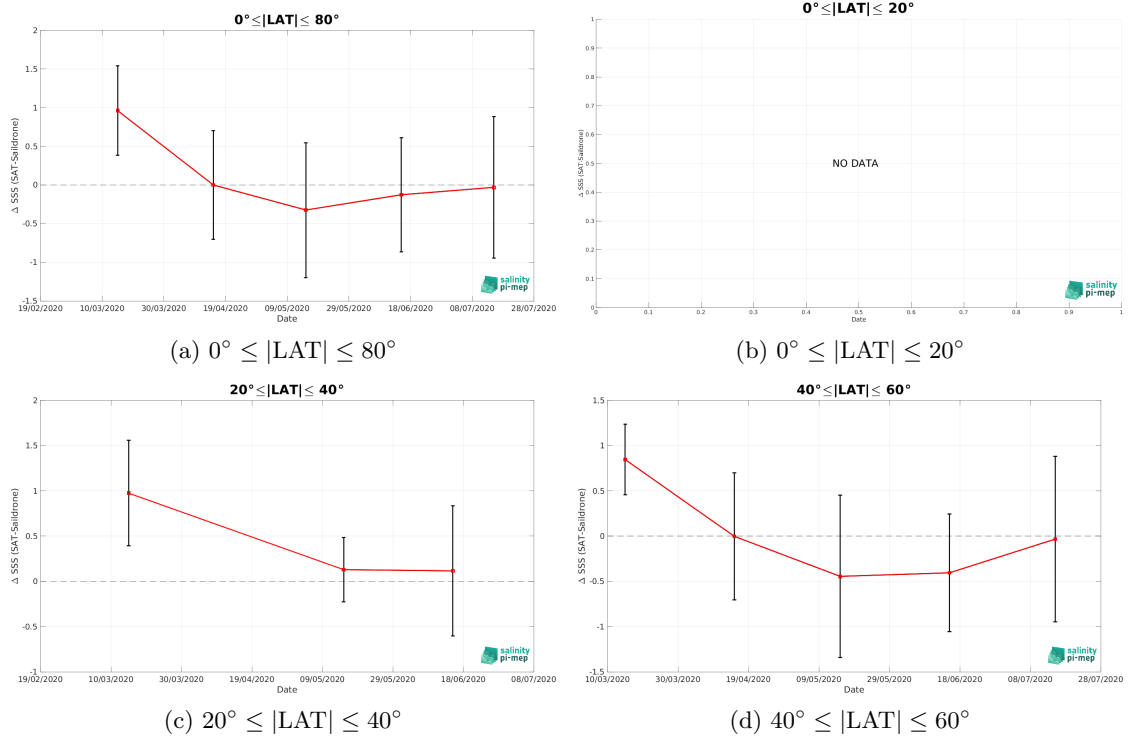 0°≤|LAT|≤ 80°
2
1.5
1
0.5
0
-0.5
-1
-1.5
Δ SSS (SAT-Saildrone)
19/02/2020 10/03/2020 30/03/2020 19/04/2020 09/05/2020 29/05/2020 18/06/2020 08/07/2020 28/07/2020
Date
salinity
pi-mep
(a) 0° ≤ |LAT| ≤ 80°
0°≤|LAT|≤ 20°
1
0.9
0.8
0.7
0.6
0.5
0.4
0.3
0.2
0.1
0
Δ SSS (SAT-Saildrone)
NO DATA
0 0.1 0.2 0.3 0.4 0.5 0.6 0.7 0.8 0.9 1
Date
salinity
pi-mep
(b) 0° ≤ |LAT| ≤ 20°
20°≤|LAT|≤ 40°
2
1.5
1
0.5
0
-0.5
-1
Δ SSS (SAT-Saildrone)
19/02/2020 10/03/2020 30/03/2020 19/04/2020 09/05/2020 29/05/2020 18/06/2020 08/07/2020
Date
salinity
pi-mep
(c) 20° ≤ |LAT| ≤ 40°
40°≤|LAT|≤ 60°
1.5
1
0.5
0
-0.5
-1
-1.5
Δ SSS (SAT-Saildrone)
10/03/2020 30/03/2020 19/04/2020 09/05/2020 29/05/2020 18/06/2020 08/07/2020 28/07/2020
Date
salinity
pi-mep
(d) 40° ≤ |LAT| ≤ 60°